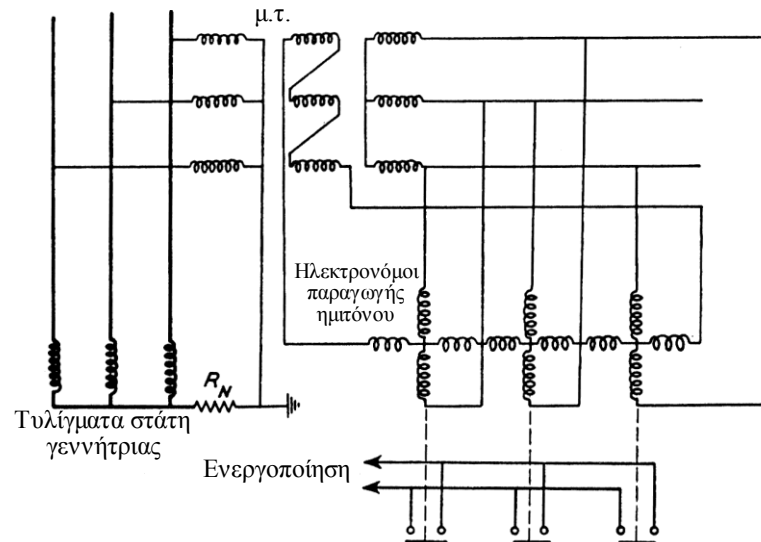 μ.τ.
Ηλεκτρονόμοι
παραγωγής
ημιτόνου
R_N
Τυλίγματα στάτη
γεννήτριας
Ενεργοποίηση